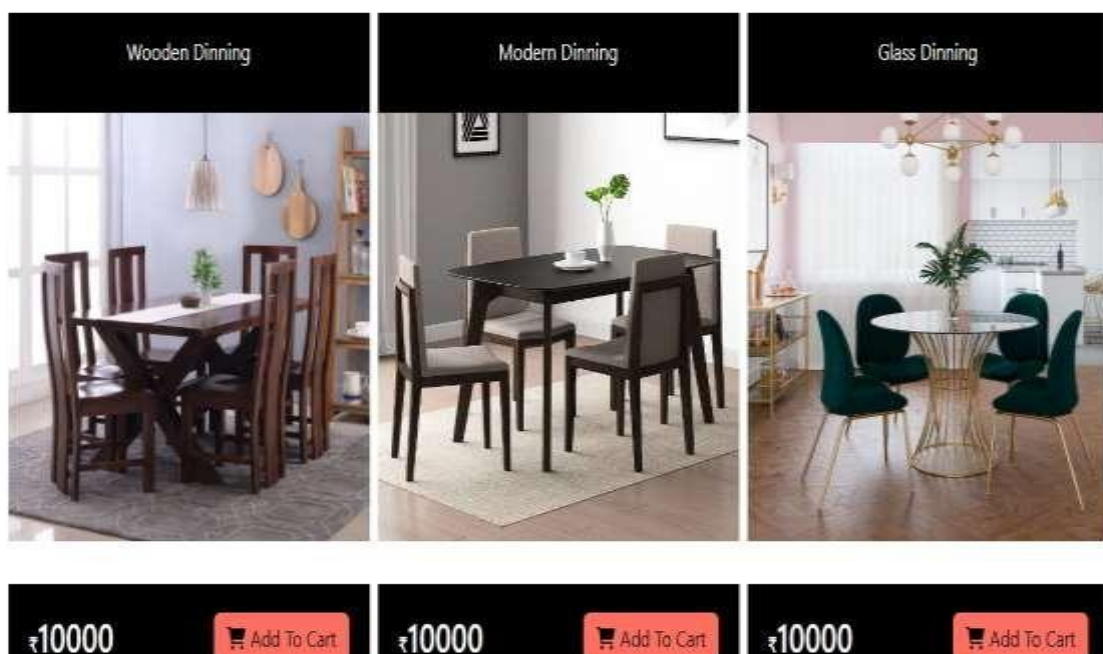 Wooden Dinning
Modern Dinning
Glass Dinning
₹10000
Add To Cart
₹10000
Add To Cart
₹10000
Add To Cart